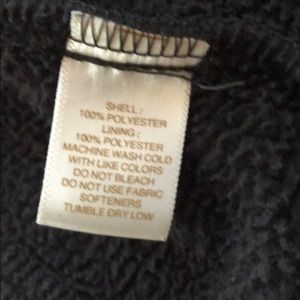 SHELL :
100% POLYESTER
LINING :
100% POLYESTER
MACHINE WASH COLD
WITH LIKE COLORS
DO NOT BLEACH
DO NOT USE FABRIC
SOFTENERS
TUMBLE DRY LOW